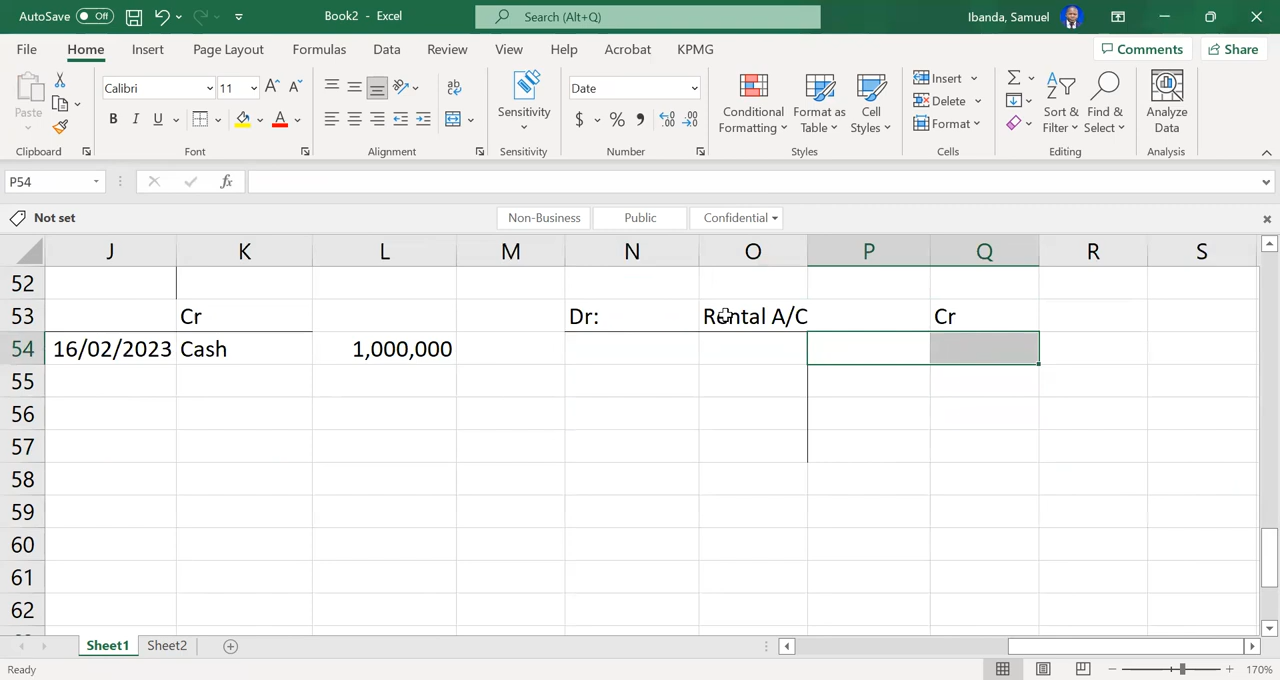 AutoSave Off Book2 - Excel Search (Alt+Q) Ibanda, Samuel
File Home Insert Page Layout Formulas Data Review View Help Acrobat KPMG Comments Share
Calibri 11 Date Insert
Paste B I U Sensitivity $ % Conditional Formatting Format as Table Cell Styles Delete Sort & Filter Find & Select Analyze Data
Format
Clipboard Font Alignment Sensitivity Number Styles Cells Editing Analysis
P54 fx
Not set Non-Business Public Confidential
J K L M N O P Q R S
52
53 Cr Dr: Rental A/C Cr
54 16/02/2023 Cash 1,000,000
55
56
57
58
59
60
61
62
Sheet1 Sheet2
Ready 170%